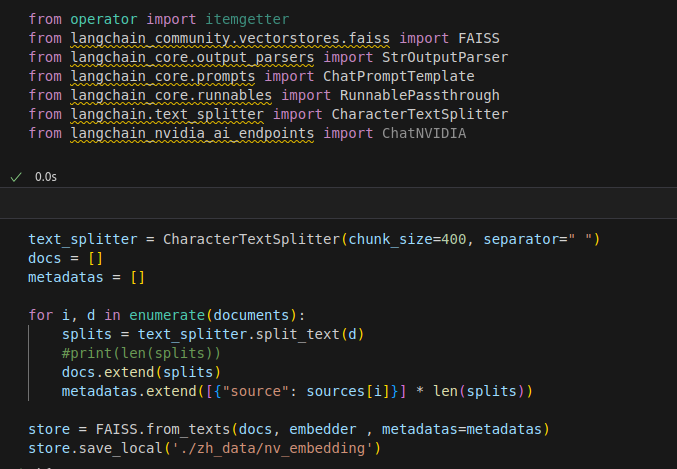 from operator import itemgetter
from langchain_community.vectorstores.faiss import FAISS
from langchain_core.output_parsers import StrOutputParser
from langchain_core.prompts import ChatPromptTemplate
from langchain_core.runnables import RunnablePassthrough
from langchain.text_splitter import CharacterTextSplitter
from langchain_nvidia_ai_endpoints import ChatNVIDIA
0.0s
text_splitter = CharacterTextSplitter(chunk_size=400, separator=" ")
docs = []
metadatas = []
for i, d in enumerate(documents):
    splits = text_splitter.split_text(d)
    #print(len(splits))
    docs.extend(splits)
    metadatas.extend([{"source": sources[i]}] * len(splits))
store = FAISS.from_texts(docs, embedder , metadatas=metadatas)
store.save_local('./zh_data/nv_embedding')